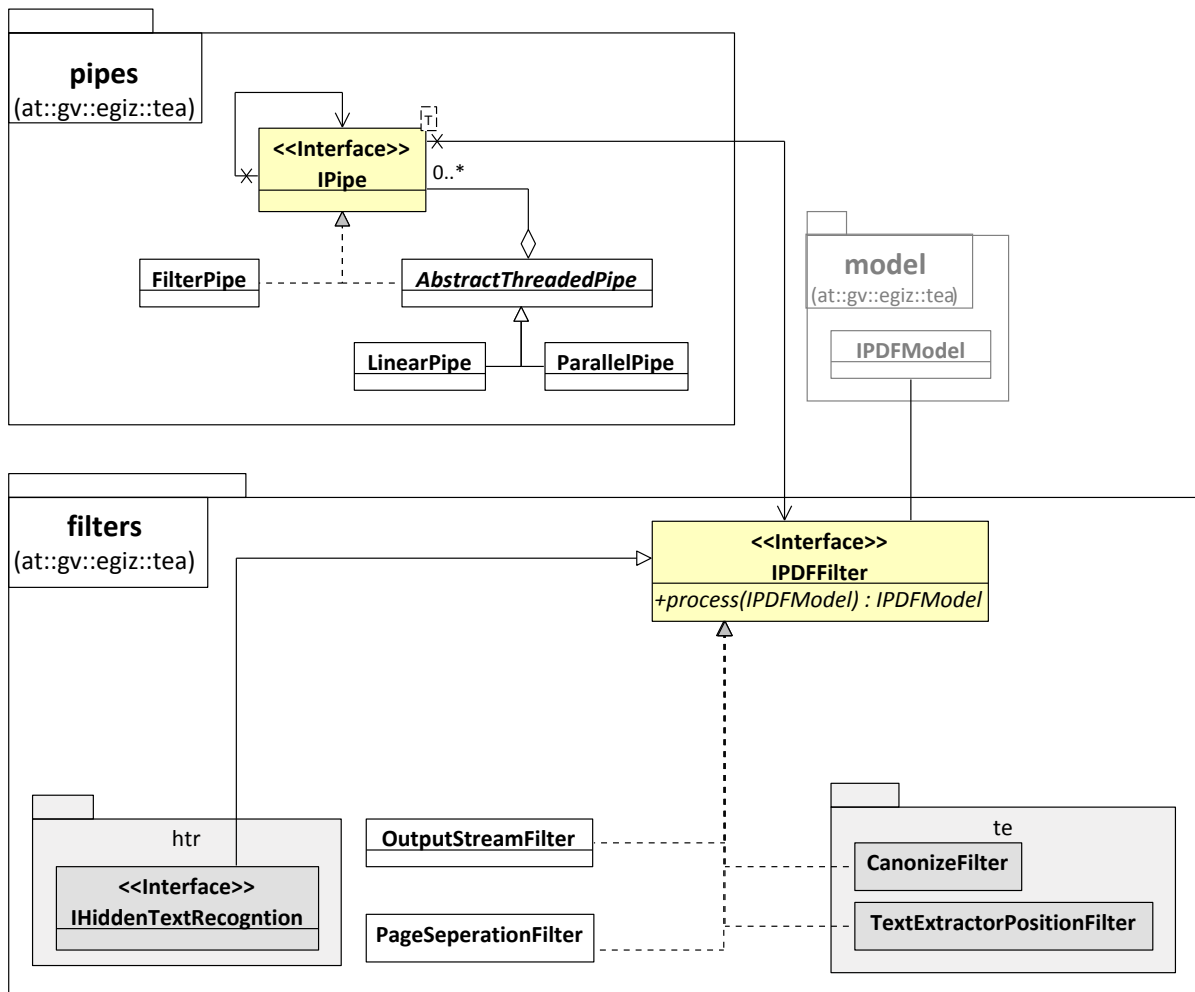 pipes
(at::gv::egiz::tea)
T
<<Interface>>
IPipe
0..*
FilterPipe
AbstractThreadedPipe
LinearPipe
ParallelPipe
model
(at::gv::egiz::tea)
IPDFModel
filters
(at::gv::egiz::tea)
<<Interface>>
IPDFFilter
+process(IPDFModel) : IPDFModel
htr
<<Interface>>
IHiddenTextRecogntion
OutputStreamFilter
PageSeperationFilter
te
CanonizeFilter
TextExtractorPositionFilter